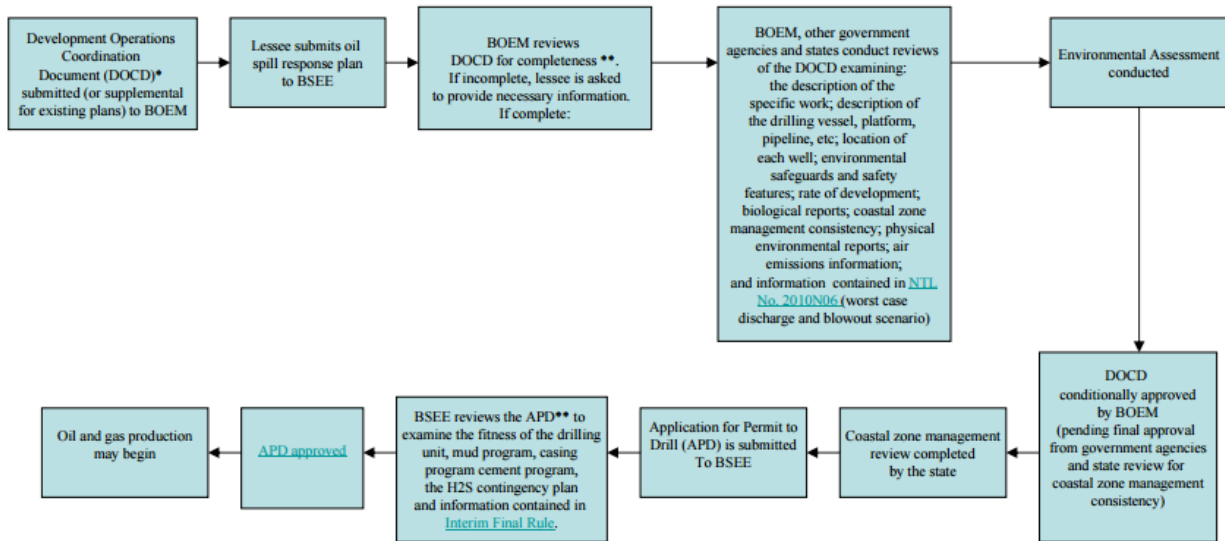 Development Operations
Coordination
Document (DOCD)*
submitted (or supplemental
for existing plans) to BOEM
Lessee submits oil
spill response plan
to BSEE
BOEM reviews
DOCD for completeness **.
If incomplete, lessee is asked
to provide necessary information.
If complete:
BOEM, other government
agencies and states conduct reviews
of the DOCD examining:
the description of the
specific work; description of
the drilling vessel, platform,
pipeline, etc; location of
each well; environmental
safeguards and safety
features; rate of development;
biological reports; coastal zone
management consistency; physical
environmental reports; air
emissions information;
and information contained in NTL
No. 2010N06 (worst case
discharge and blowout scenario)
Environmental Assessment
conducted
DOCD
conditionally approved
by BOEM
(pending final approval
from government agencies
and state review for
coastal zone management
consistency)
Coastal zone management
review completed
by the state
Application for Permit to
Drill (APD) is submitted
To BSEE
BSEE reviews the APD** to
examine the fitness of the drilling
unit, mud program, casing
program cement program,
the H2S contingency plan
and information contained in
Interim Final Rule.
APD approved
Oil and gas production
may begin